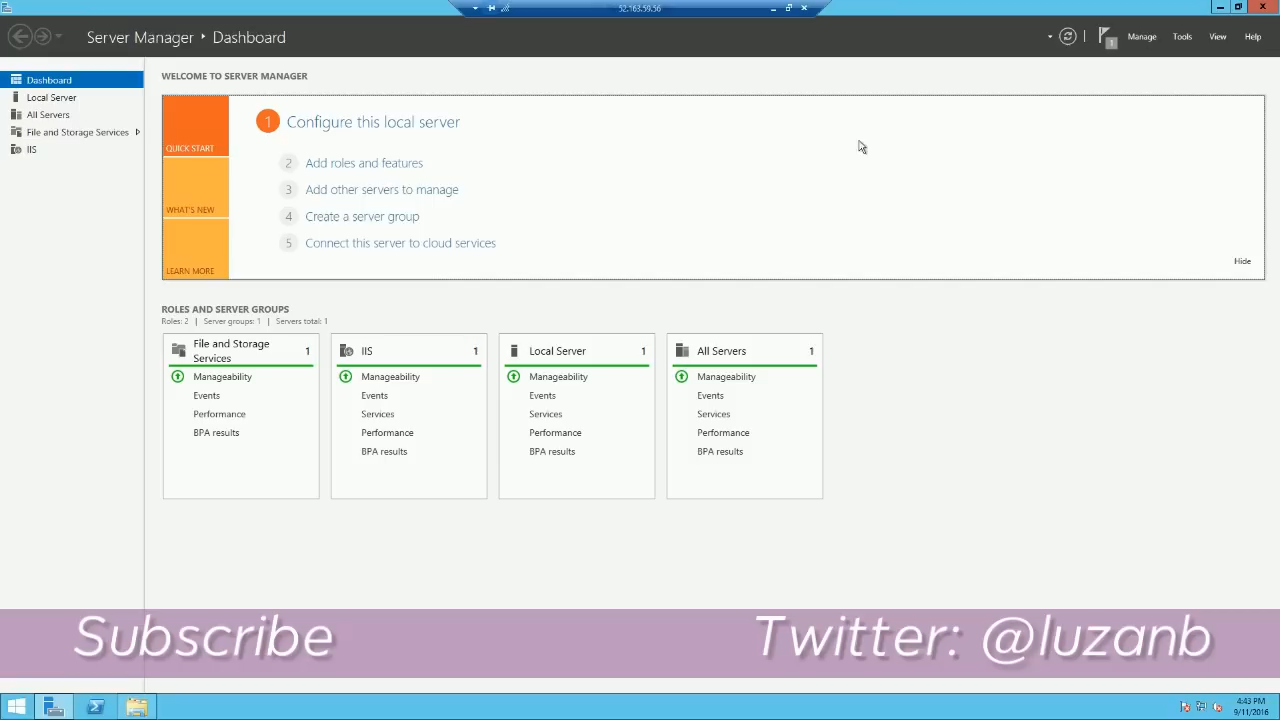 52.163.59.56
Server Manager ‣ Dashboard
1
Manage
Tools
View
Help
Dashboard
Local Server
All Servers
File and Storage Services
IIS
WELCOME TO SERVER MANAGER
QUICK START
WHAT'S NEW
LEARN MORE
1 Configure this local server
2 Add roles and features
3 Add other servers to manage
4 Create a server group
5 Connect this server to cloud services
Hide
ROLES AND SERVER GROUPS
Roles: 2 | Server groups: 1 | Servers total: 1
File and Storage
Services
1
Manageability
Events
Performance
BPA results
IIS 1
Manageability
Events
Services
Performance
BPA results
Local Server 1
Manageability
Events
Services
Performance
BPA results
All Servers 1
Manageability
Events
Services
Performance
BPA results
Subscribe
Twitter: @luzanb
4:43 PM
9/11/2016